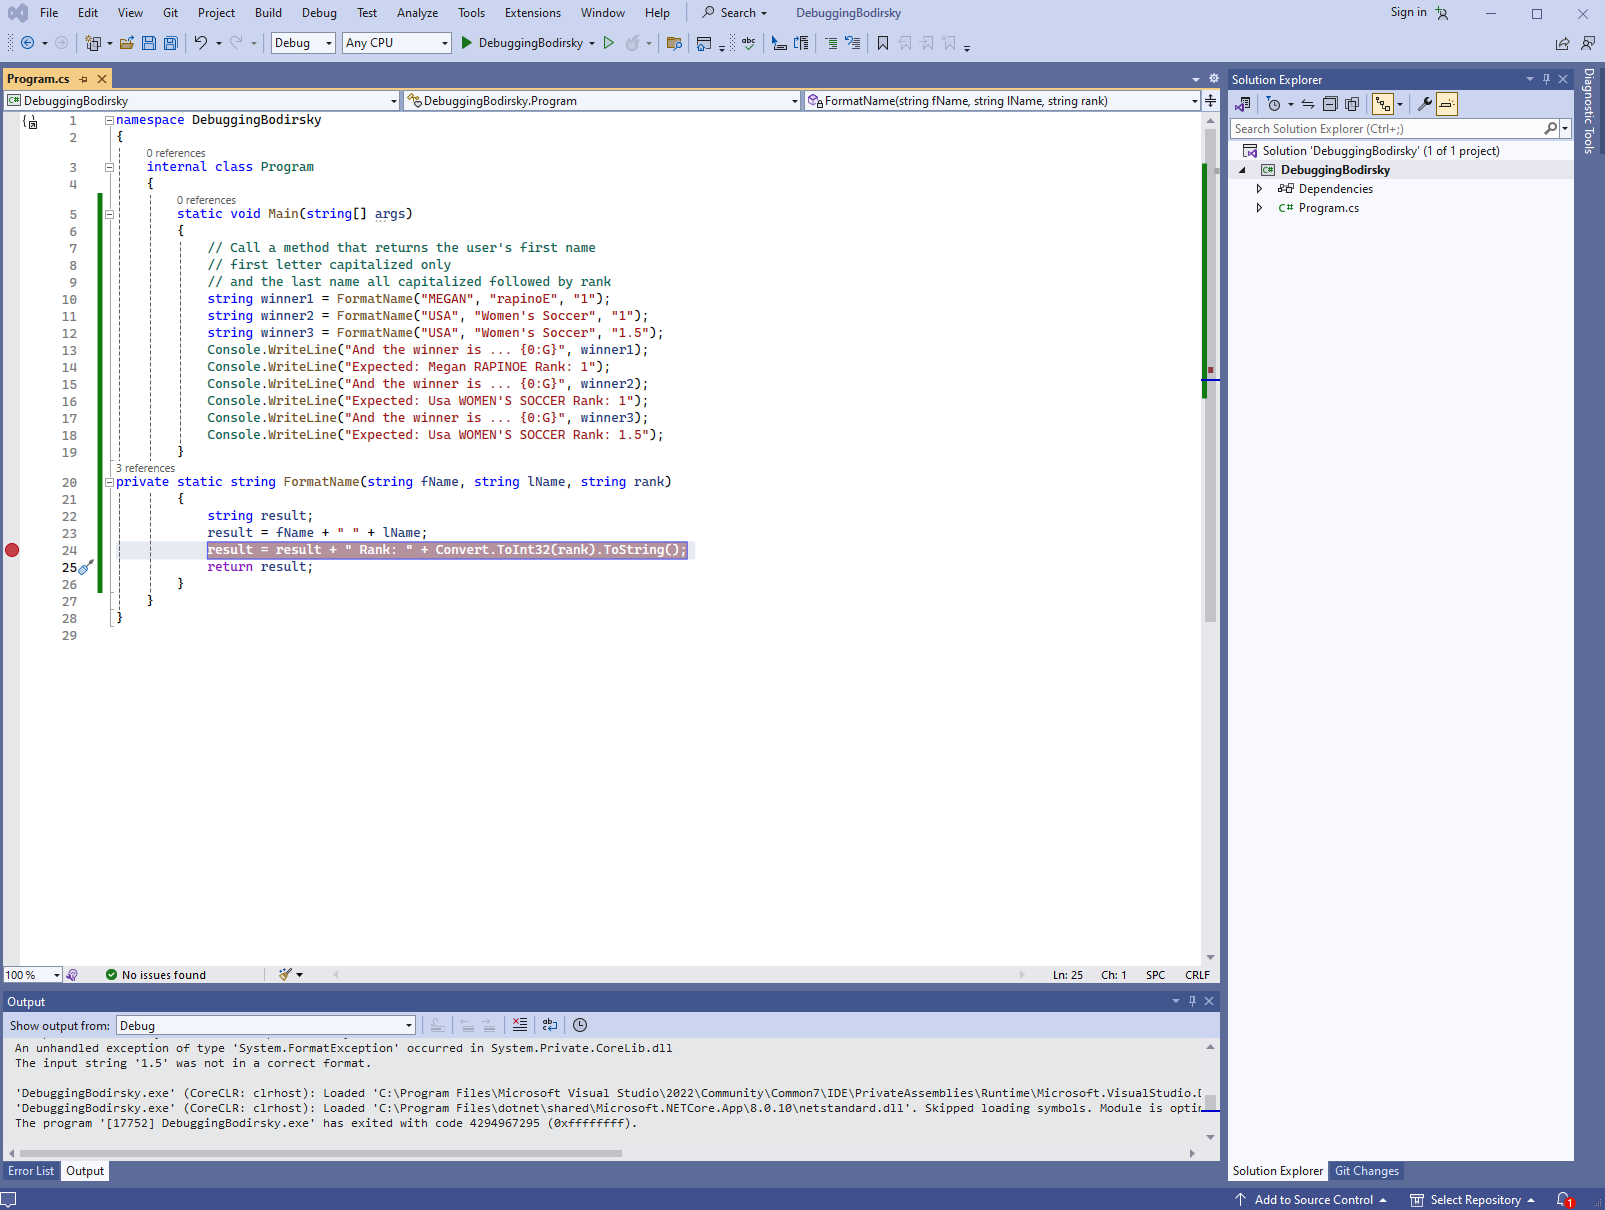 File Edit View Git Project Build Debug Test Analyze Tools Extensions Window Help Search DebuggingBodirsky Sign in
Debug Any CPU DebuggingBodirsky
Program.cs
C# DebuggingBodirsky DebuggingBodirsky.Program FormatName(string fName, string lName, string rank)
1 namespace DebuggingBodirsky
2 {
0 references
3 internal class Program
4 {
0 references
5 static void Main(string[] args)
6 {
7 // Call a method that returns the user's first name
8 // first letter capitalized only
9 // and the last name all capitalized followed by rank
10 string winner1 = FormatName("MEGAN", "rapinoE", "1");
11 string winner2 = FormatName("USA", "Women's Soccer", "1");
12 string winner3 = FormatName("USA", "Women's Soccer", "1.5");
13 Console.WriteLine("And the winner is ... {0:G}", winner1);
14 Console.WriteLine("Expected: Megan RAPINOE Rank: 1");
15 Console.WriteLine("And the winner is ... {0:G}", winner2);
16 Console.WriteLine("Expected: Usa WOMEN'S SOCCER Rank: 1");
17 Console.WriteLine("And the winner is ... {0:G}", winner3);
18 Console.WriteLine("Expected: Usa WOMEN'S SOCCER Rank: 1.5");
19 }
3 references
20 private static string FormatName(string fName, string lName, string rank)
21 {
22 string result;
23 result = fName + " " + lName;
24 result = result + " Rank: " + Convert.ToInt32(rank).ToString();
25 return result;
26 }
27 }
28 }
29
100 % No issues found Ln: 25 Ch: 1 SPC CRLF
Output
Show output from: Debug
An unhandled exception of type 'System.FormatException' occurred in System.Private.CoreLib.dll
The input string '1.5' was not in a correct format.
'DebuggingBodirsky.exe' (CoreCLR: clrhost): Loaded 'C:\Program Files\Microsoft Visual Studio\2022\Community\Common7\IDE\PrivateAssemblies\Runtime\Microsoft.VisualStudio.D
'DebuggingBodirsky.exe' (CoreCLR: clrhost): Loaded 'C:\Program Files\dotnet\shared\Microsoft.NETCore.App\8.0.10\netstandard.dll'. Skipped loading symbols. Module is optim
The program '[17752] DebuggingBodirsky.exe' has exited with code 4294967295 (0xffffffff).
Error List Output
Solution Explorer
Search Solution Explorer (Ctrl+;)
Solution 'DebuggingBodirsky' (1 of 1 project)
C# DebuggingBodirsky
Dependencies
C# Program.cs
Diagnostic Tools
Solution Explorer Git Changes
Add to Source Control Select Repository 1